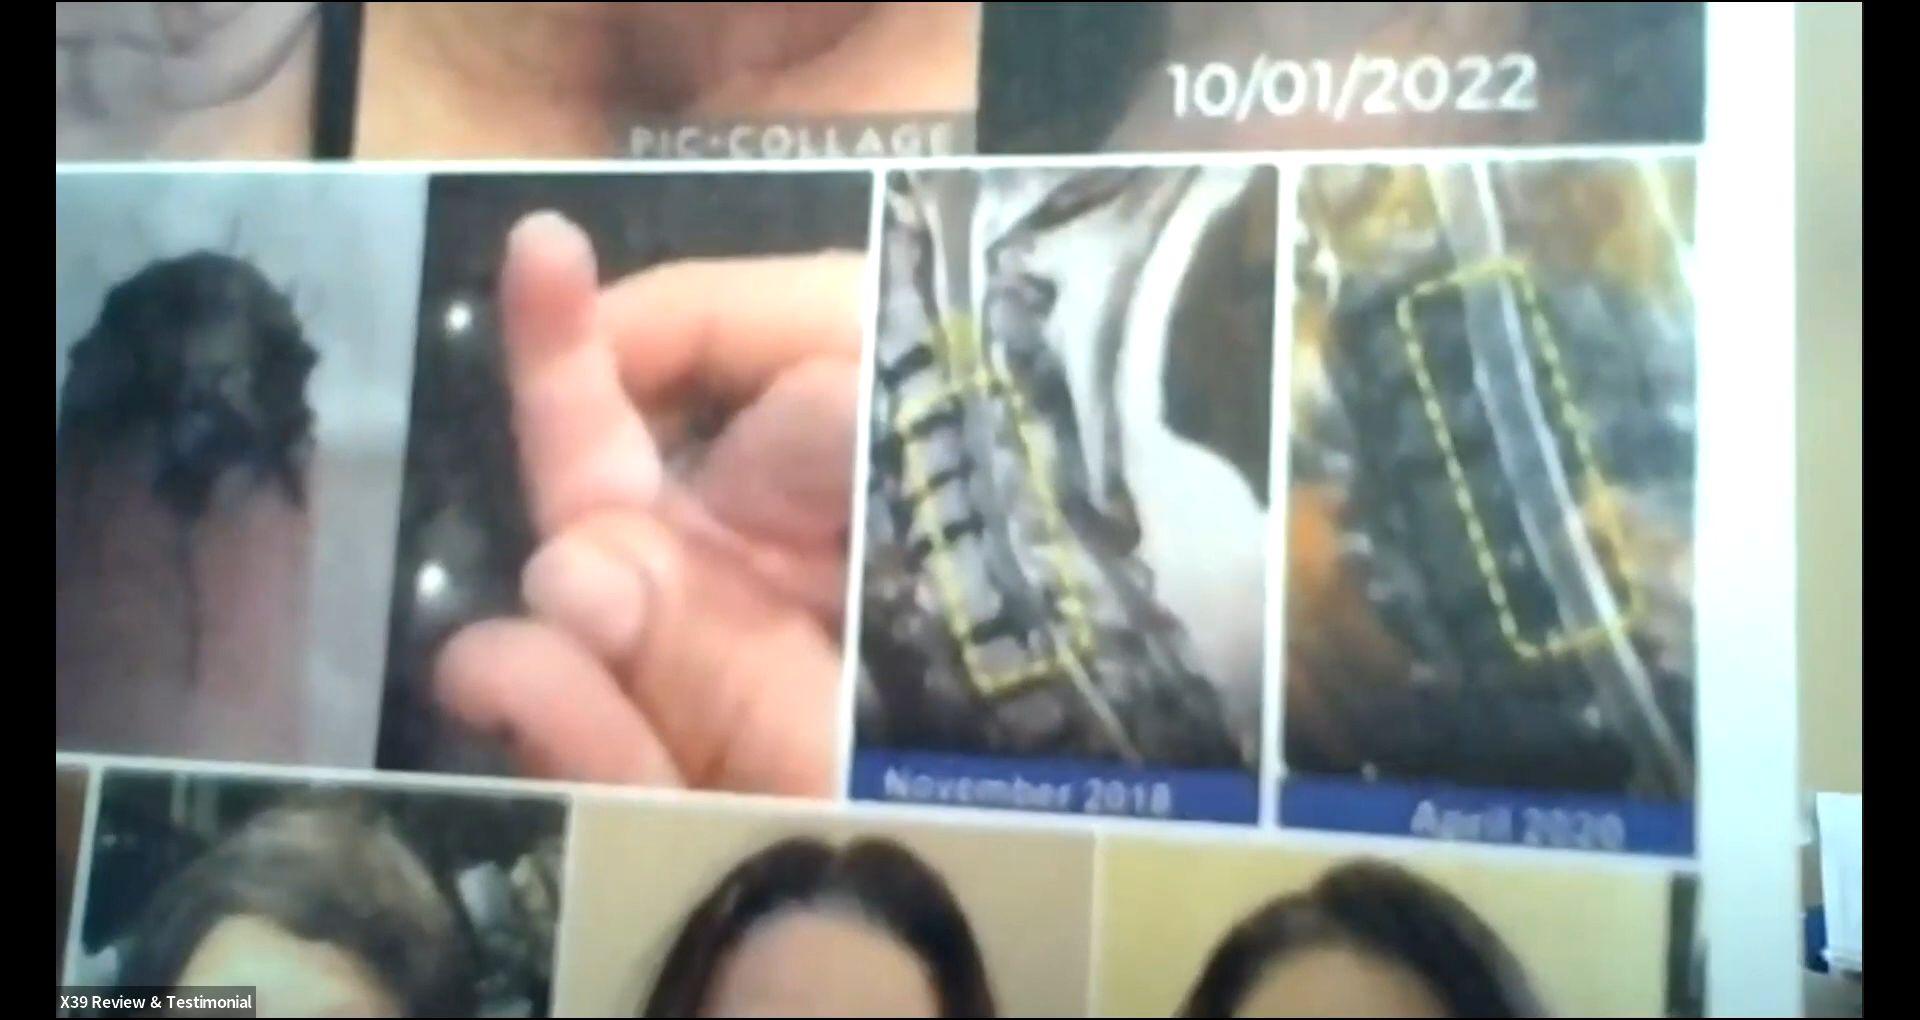 10/01/2022
PIC•COLLAGE
November 2018
April 2020
X39 Review & Testimonial